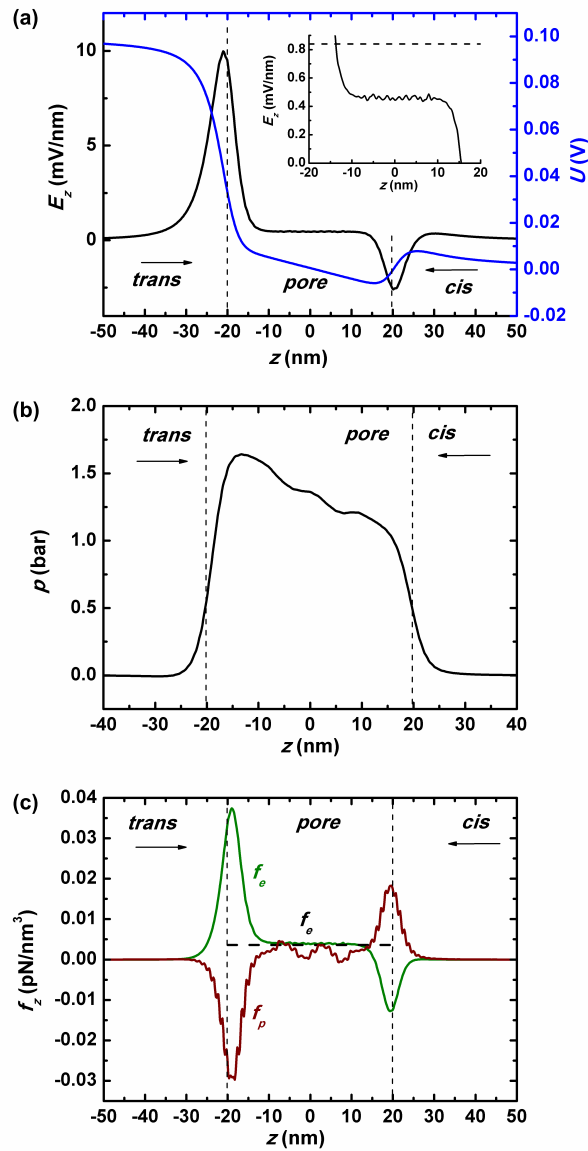 (a)
10
5
0
E_z (mV/nm)
0.10
0.08
0.06
0.04
0.02
0.00
-0.02
U (V)
0.8
0.6
0.4
0.2
0.0
E_z (mV/nm)
-20 -10 0 10 20
z (nm)
trans pore cis
-50 -40 -30 -20 -10 0 10 20 30 40 50
z (nm)
(b)
2.0
1.5
1.0
0.5
0.0
p (bar)
trans pore cis
-40 -30 -20 -10 0 10 20 30 40
z (nm)
(c)
0.04
0.03
0.02
0.01
0.00
-0.01
-0.02
-0.03
f_z (pN/nm³)
trans pore cis
f_e
f_e
f_p
-50 -40 -30 -20 -10 0 10 20 30 40 50
z (nm)